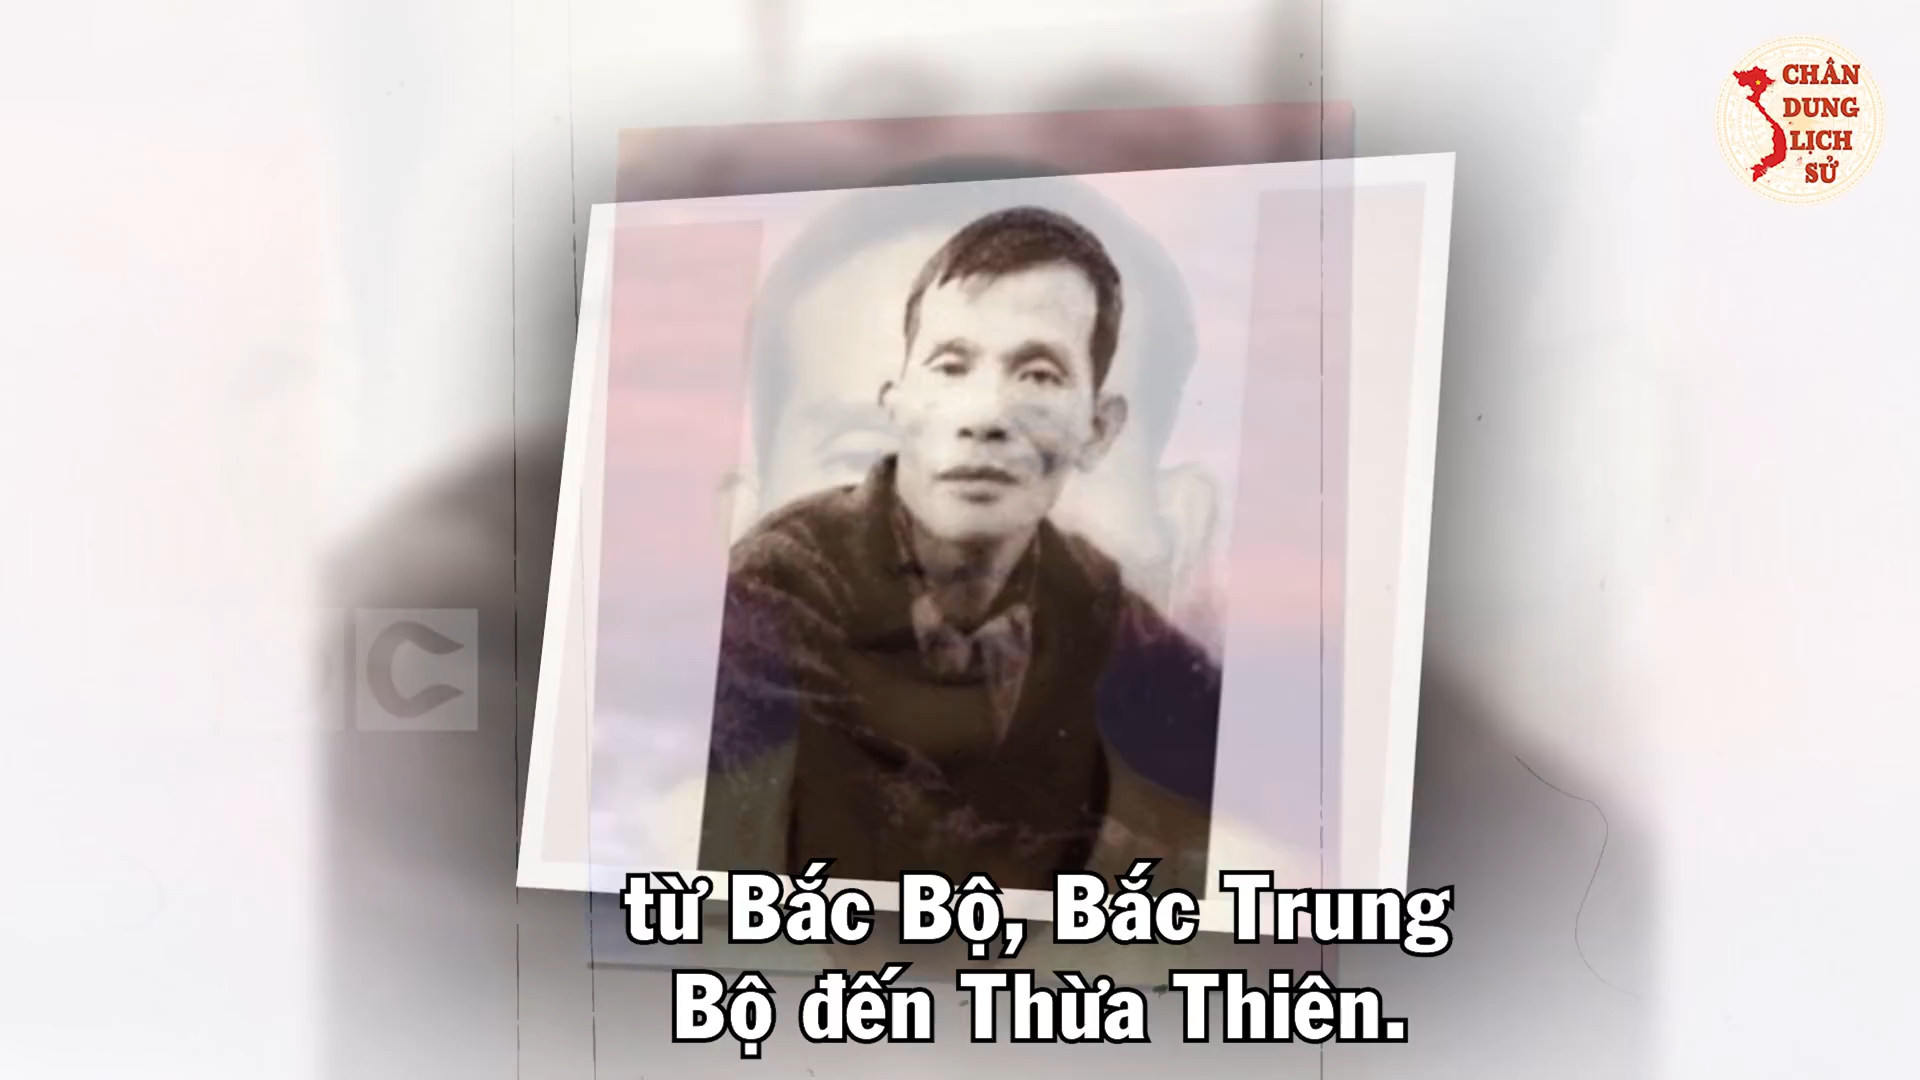 CHÂN
DUNG
LỊCH
SỬ
C
từ Bắc Bộ, Bắc Trung
Bộ đến Thừa Thiên.